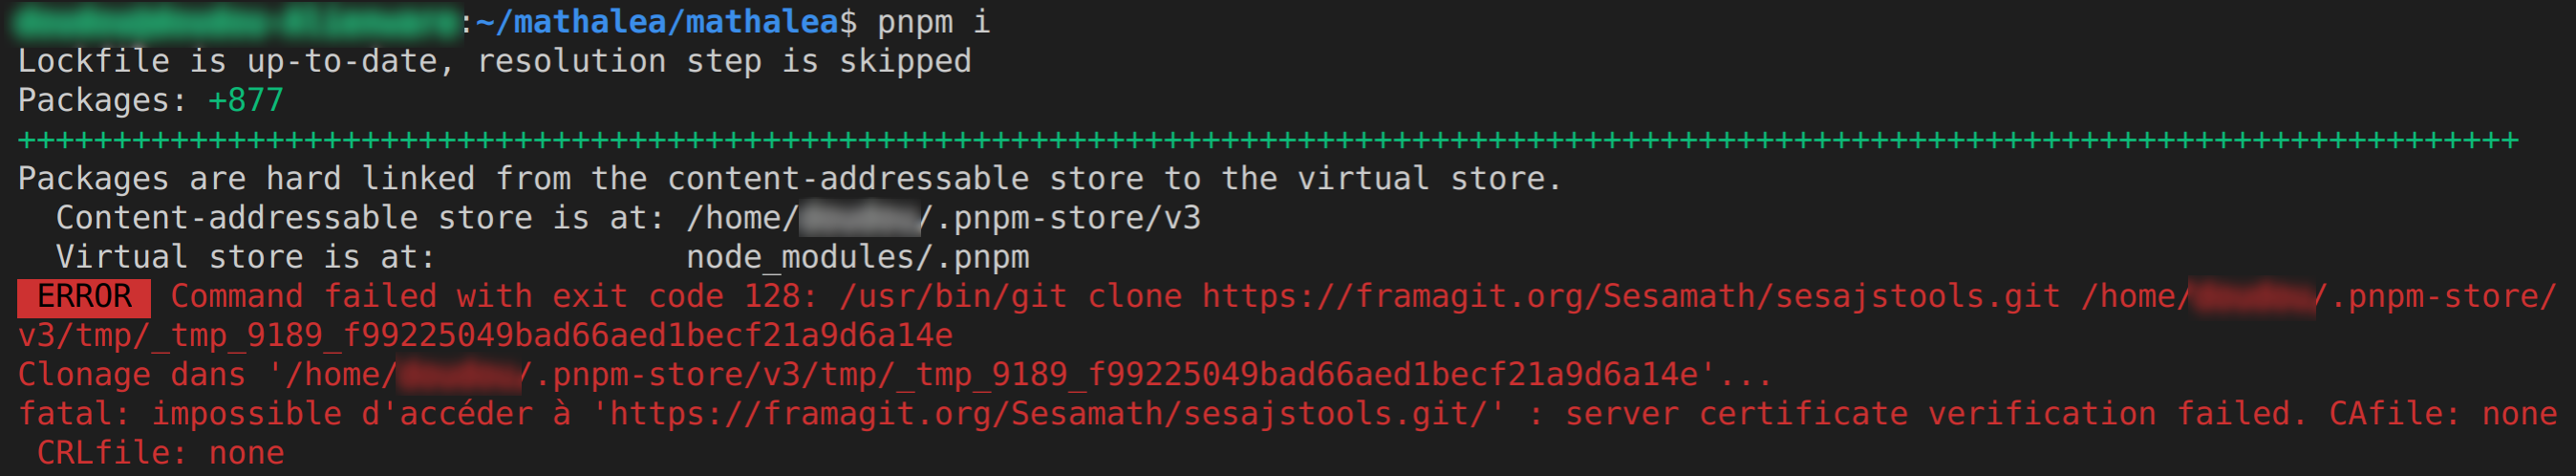 :~/mathalea/mathalea$ pnpm i
Lockfile is up-to-date, resolution step is skipped
Packages: +877
+++++++++++++++++++++++++++++++++++++++++++++++++++++++++++++++++++++++++++++++++++++++++++++++++++++++++++++++++++++++++++++++++++
Packages are hard linked from the content-addressable store to the virtual store.
  Content-addressable store is at: /home/ /.pnpm-store/v3
  Virtual store is at:             node_modules/.pnpm
 ERROR  Command failed with exit code 128: /usr/bin/git clone https://framagit.org/Sesamath/sesajstools.git /home/ /.pnpm-store/
v3/tmp/_tmp_9189_f99225049bad66aed1becf21a9d6a14e
Clonage dans '/home/ /.pnpm-store/v3/tmp/_tmp_9189_f99225049bad66aed1becf21a9d6a14e'...
fatal: impossible d'accéder à 'https://framagit.org/Sesamath/sesajstools.git/' : server certificate verification failed. CAfile: none
 CRLfile: none